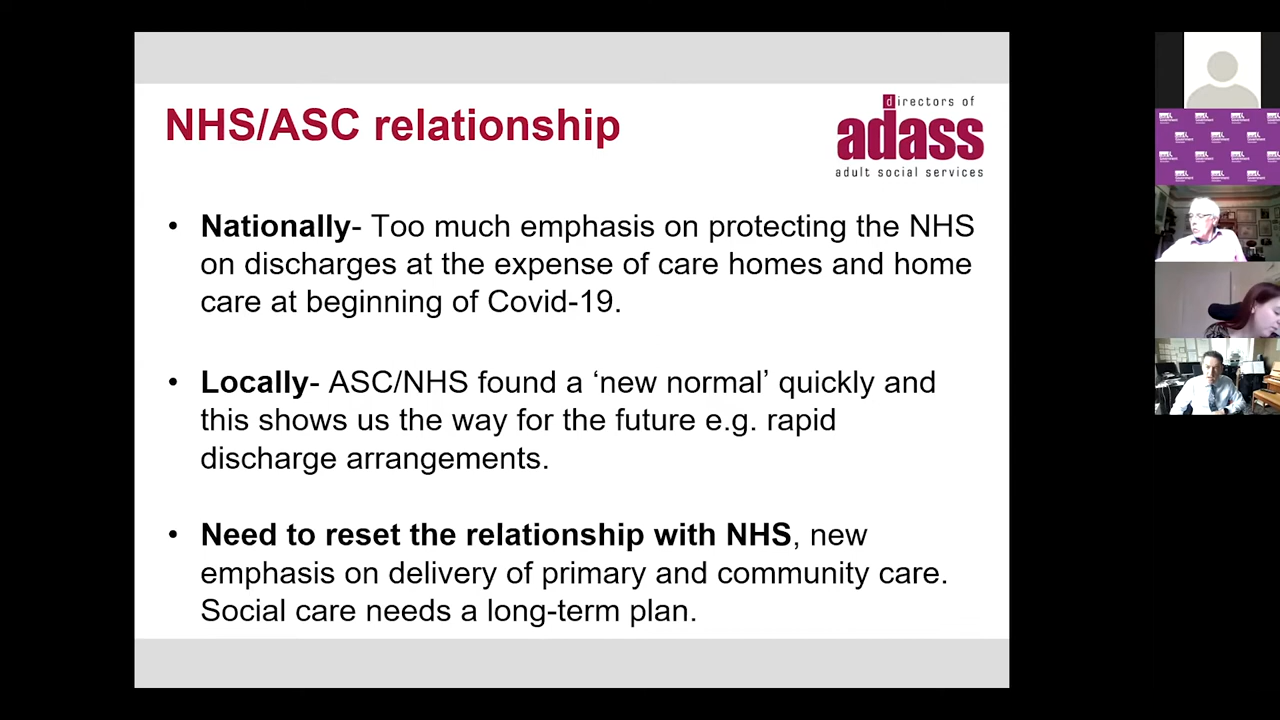 NHS/ASC relationship
directors of
adass
adult social services
• Nationally- Too much emphasis on protecting the NHS
on discharges at the expense of care homes and home
care at beginning of Covid-19.
• Locally- ASC/NHS found a ‘new normal’ quickly and
this shows us the way for the future e.g. rapid
discharge arrangements.
• Need to reset the relationship with NHS, new
emphasis on delivery of primary and community care.
Social care needs a long-term plan.